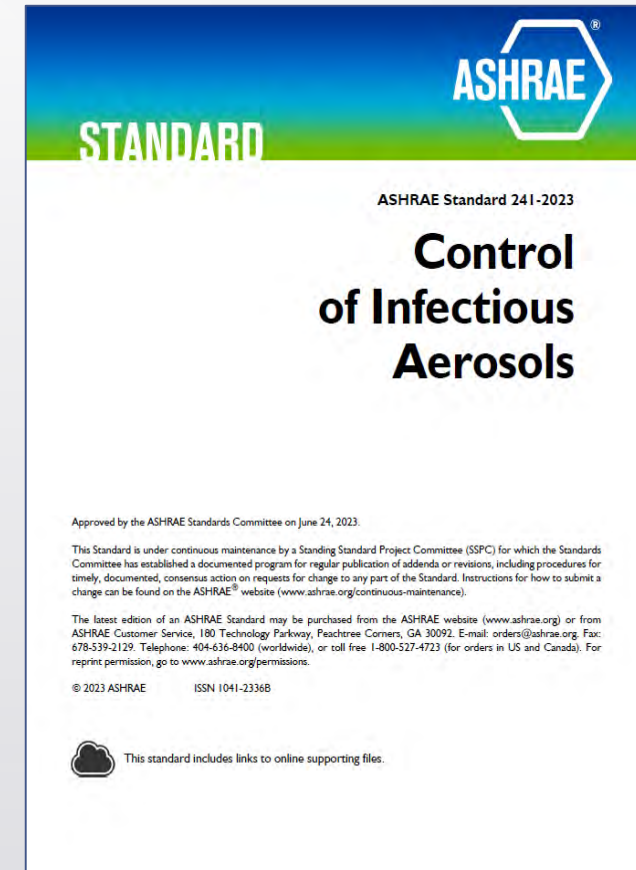 ASHRAE®
STANDARD
ASHRAE Standard 241-2023
Control
of Infectious
Aerosols
Approved by the ASHRAE Standards Committee on June 24, 2023.
This Standard is under continuous maintenance by a Standing Standard Project Committee (SSPC) for which the Standards
Committee has established a documented program for regular publication of addenda or revisions, including procedures for
timely, documented, consensus action on requests for change to any part of the Standard. Instructions for how to submit a
change can be found on the ASHRAE® website (www.ashrae.org/continuous-maintenance).
The latest edition of an ASHRAE Standard may be purchased from the ASHRAE website (www.ashrae.org) or from
ASHRAE Customer Service, 180 Technology Parkway, Peachtree Corners, GA 30092. E-mail: orders@ashrae.org. Fax:
678-539-2129. Telephone: 404-636-8400 (worldwide), or toll free 1-800-527-4723 (for orders in US and Canada). For
reprint permission, go to www.ashrae.org/permissions.
© 2023 ASHRAE ISSN 1041-2336B
This standard includes links to online supporting files.